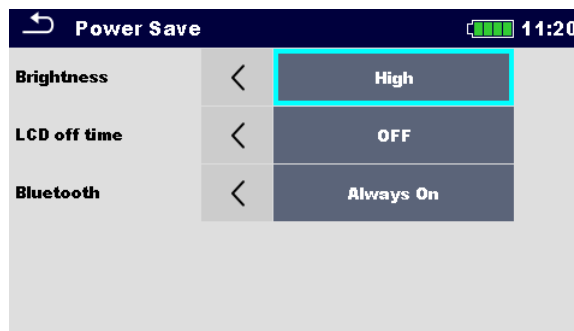 Power Save 11:20
Brightness High
LCD off time OFF
Bluetooth Always On